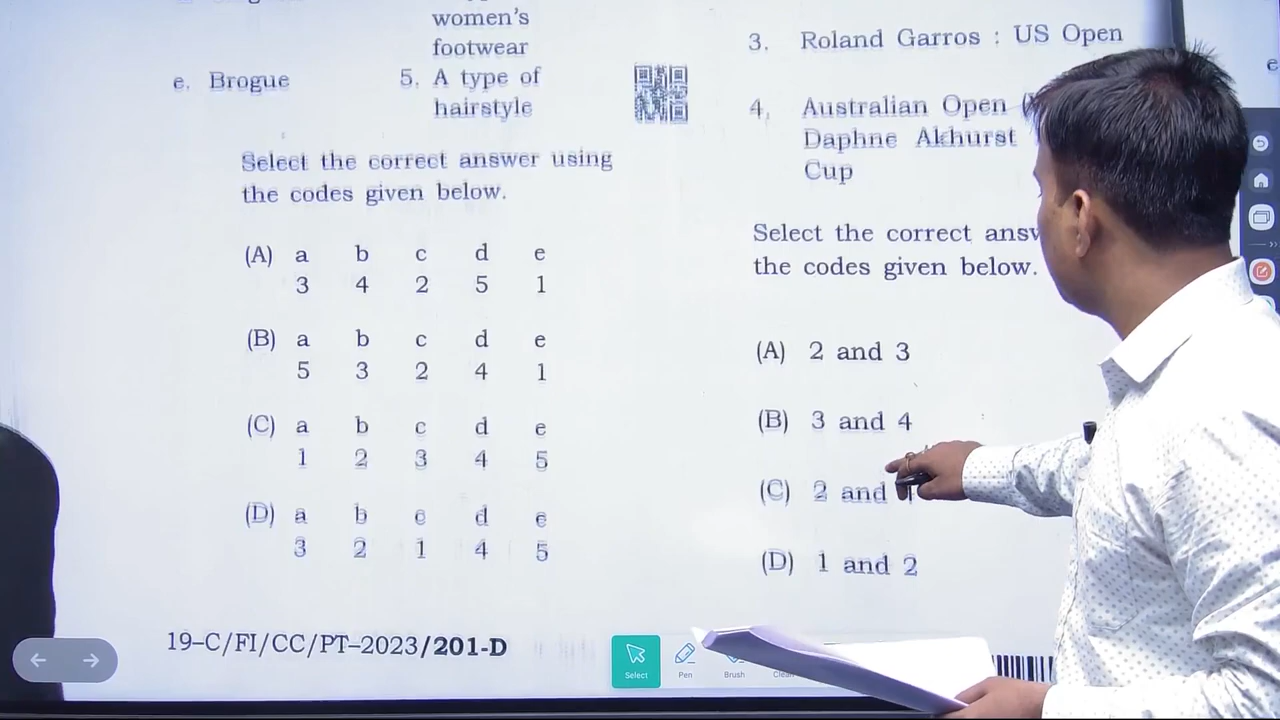 women's
footwear
e. Brogue 5. A type of
hairstyle
Select the correct answer using
the codes given below.
(A) a b c d e
3 4 2 5 1
(B) a b c d e
5 3 2 4 1
(C) a b c d e
1 2 3 4 5
(D) a b c d e
3 2 1 4 5
19-C/FI/CC/PT-2023/201-D
3. Roland Garros : US Open
4. Australian Open
Daphne Akhurst
Cup
Select the correct
the codes given below.
(A) 2 and 3
(B) 3 and 4
(C) 2 and
(D) 1 and 2
e
Select Pen Brush